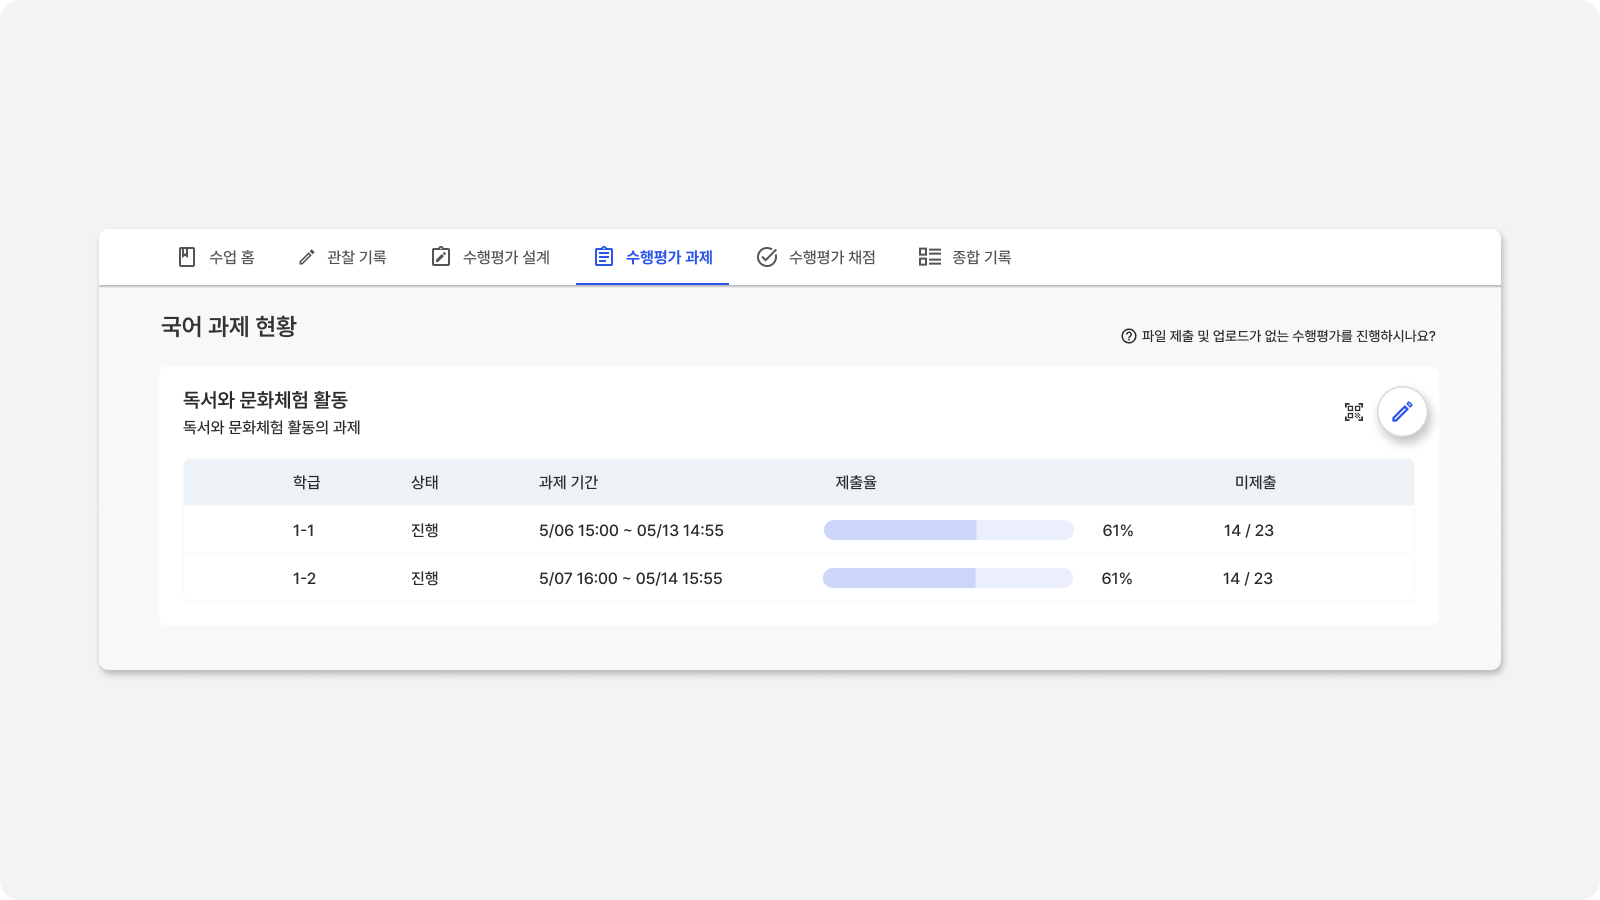 수업 홈 관찰 기록 수행평가 설계 수행평가 과제 수행평가 채점 종합 기록
국어 과제 현황
파일 제출 및 업로드가 없는 수행평가를 진행하시나요?
독서와 문화체험 활동
독서와 문화체험 활동의 과제
학급 상태 과제 기간 제출율 미제출
1-1 진행 5/06 15:00 ~ 05/13 14:55 61% 14 / 23
1-2 진행 5/07 16:00 ~ 05/14 15:55 61% 14 / 23